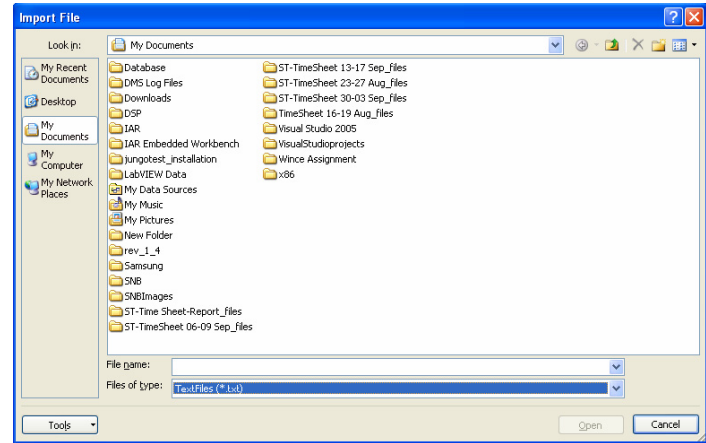 Import File
Look in:
My Documents
My Recent
Documents
Desktop
My
Documents
My
Computer
My Network
Places
Database
DMS Log Files
Downloads
DSP
IAR
IAR Embedded Workbench
jungotest_installation
LabVIEW Data
My Data Sources
My Music
My Pictures
New Folder
rev_1_4
Samsung
SNB
SNBImages
ST-Time Sheet-Report_files
ST-TimeSheet 06-09 Sep_files
ST-TimeSheet 13-17 Sep_files
ST-TimeSheet 23-27 Aug_files
ST-TimeSheet 30-03 Sep_files
TimeSheet 16-19 Aug_files
Visual Studio 2005
VisualStudioprojects
Wince Assignment
x86
File name:
Files of type:
TextFiles (*.txt)
Tools
Open
Cancel